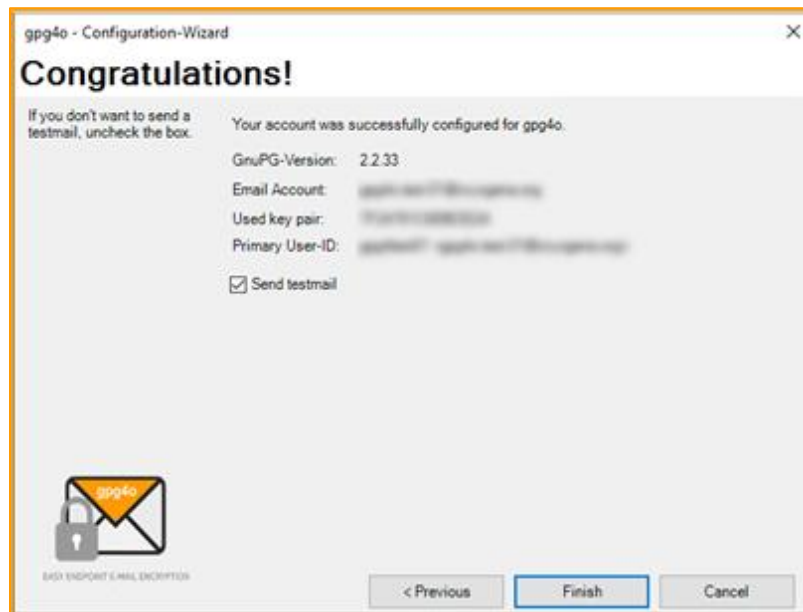 gpg4o - Configuration-Wizard
Congratulations!
If you don't want to send a
testmail, uncheck the box.
Your account was successfully configured for gpg4o.
GnuPG-Version: 2.2.33
Email Account:
Used key pair:
Primary User-ID:
Send testmail
gpg4o
EASY ENDPOINT E-MAIL ENCRYPTION
< Previous
Finish
Cancel